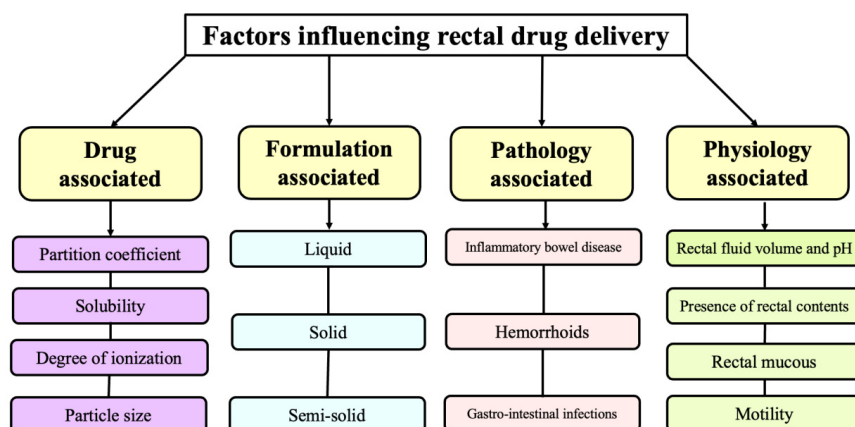 Factors influencing rectal drug delivery
Drug
associated
Formulation
associated
Pathology
associated
Physiology
associated
Partition coefficient
Solubility
Degree of ionization
Particle size
Liquid
Solid
Semi-solid
Inflammatory bowel disease
Hemorrhoids
Gastro-intestinal infections
Rectal fluid volume and pH
Presence of rectal contents
Rectal mucous
Motility